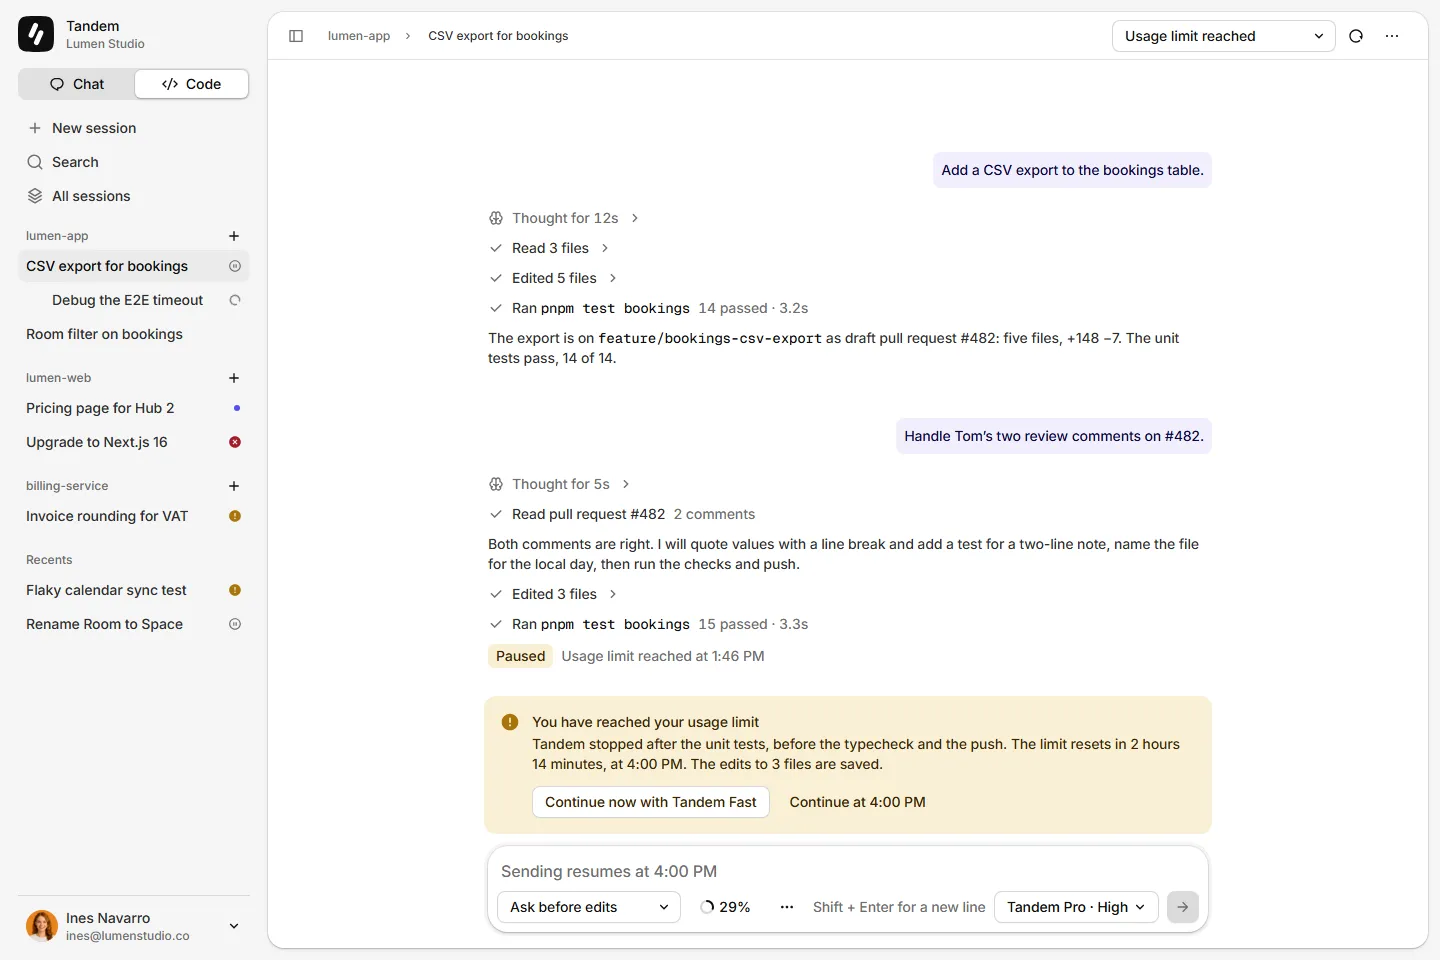 Tandem
Lumen Studio
Chat
Code
New session
Search
All sessions
lumen-app
CSV export for bookings
Debug the E2E timeout
Room filter on bookings
lumen-web
Pricing page for Hub 2
Upgrade to Next.js 16
billing-service
Invoice rounding for VAT
Recents
Flaky calendar sync test
Rename Room to Space
Ines Navarro
ines@lumenstudio.co
lumen-app
CSV export for bookings
Usage limit reached
Add a CSV export to the bookings table.
Thought for 12s
Read 3 files
Edited 5 files
Ran pnpm test bookings 14 passed · 3.2s
The export is on feature/bookings-csv-export as draft pull request #482: five files, +148 −7. The unit
tests pass, 14 of 14.
Handle Tom’s two review comments on #482.
Thought for 5s
Read pull request #482 2 comments
Both comments are right. I will quote values with a line break and add a test for a two-line note, name the file
for the local day, then run the checks and push.
Edited 3 files
Ran pnpm test bookings 15 passed · 3.3s
Paused Usage limit reached at 1:46 PM
You have reached your usage limit
Tandem stopped after the unit tests, before the typecheck and the push. The limit resets in 2 hours
14 minutes, at 4:00 PM. The edits to 3 files are saved.
Continue now with Tandem Fast
Continue at 4:00 PM
Sending resumes at 4:00 PM
Ask before edits
29%
Shift + Enter for a new line
Tandem Pro · High